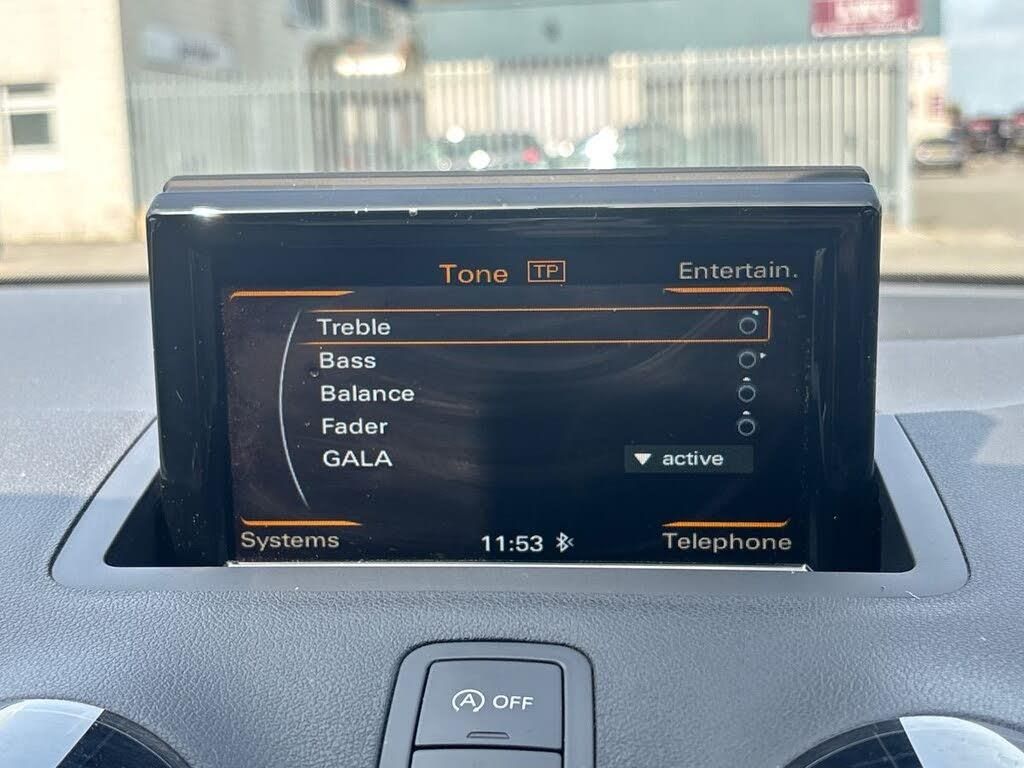 Tone TP Entertain.
Treble
Bass
Balance
Fader
GALA active
Systems 11:53 Telephone
A OFF